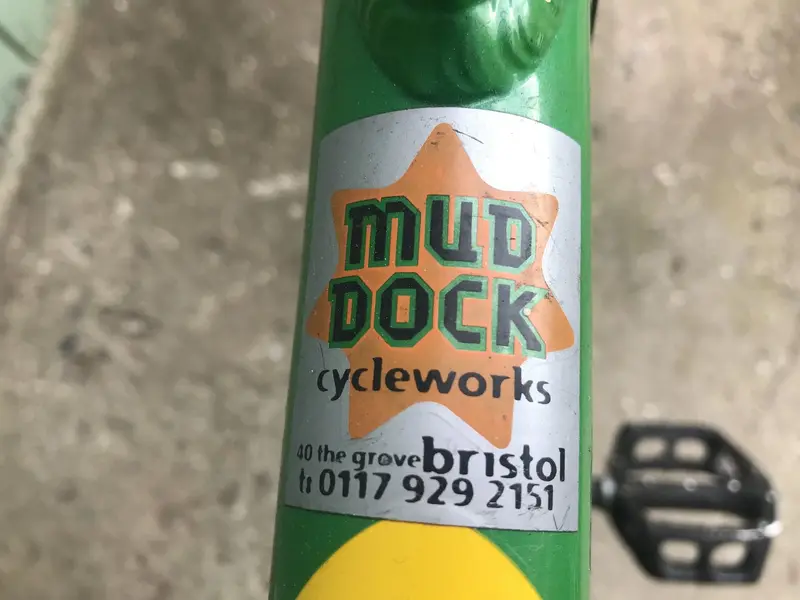 MUD
DOCK
cycleworks
40 the grove bristol
t: 0117 929 2151